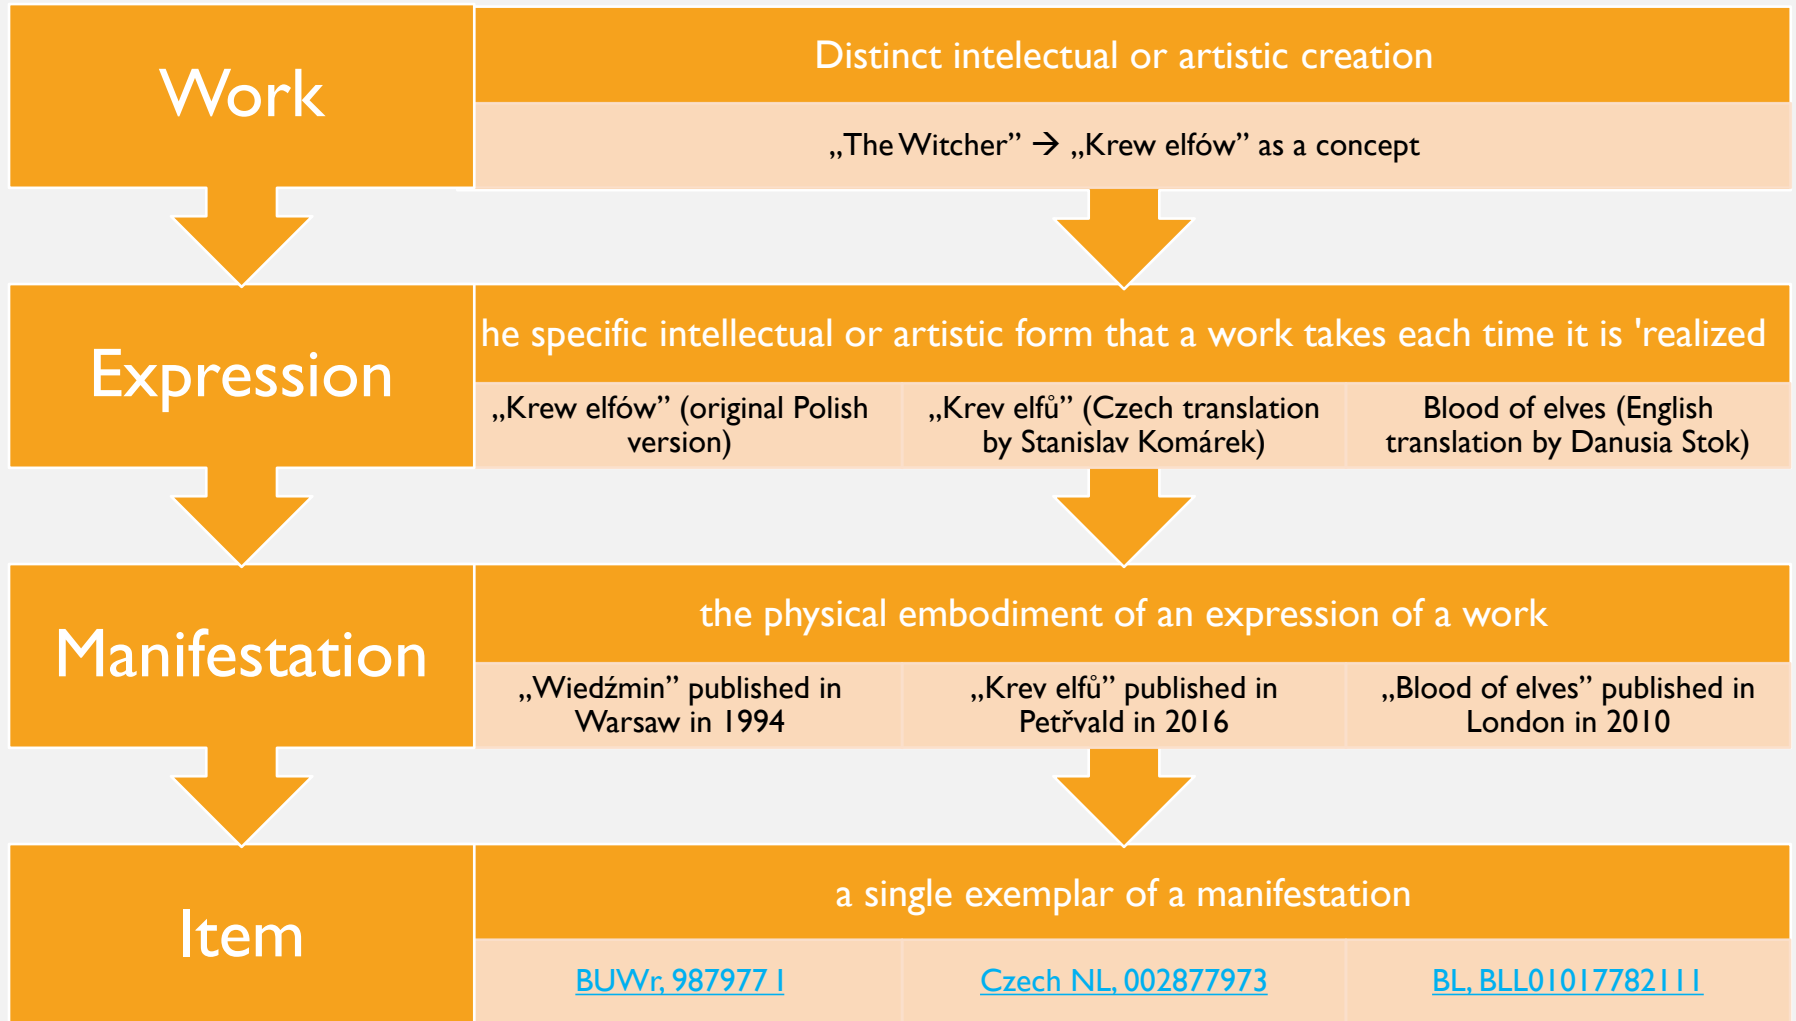 Work
Distinct intelectual or artistic creation
„The Witcher” → „Krew elfów” as a concept
Expression
he specific intellectual or artistic form that a work takes each time it is 'realized
„Krew elfów” (original Polish
version)
„Krev elfů” (Czech translation
by Stanislav Komárek)
Blood of elves (English
translation by Danusia Stok)
Manifestation
the physical embodiment of an expression of a work
„Wiedźmin” published in
Warsaw in 1994
„Krev elfů” published in
Petřvald in 2016
„Blood of elves” published in
London in 2010
Item
a single exemplar of a manifestation
BUWr, 987977 1
Czech NL, 002877973
BL, BLL01017782111